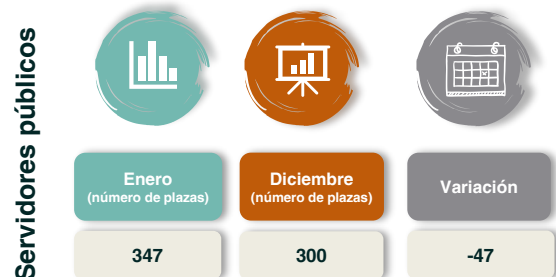 Servidores públicos
Enero
(número de plazas)
Diciembre
(número de plazas)
Variación
347
300
-47